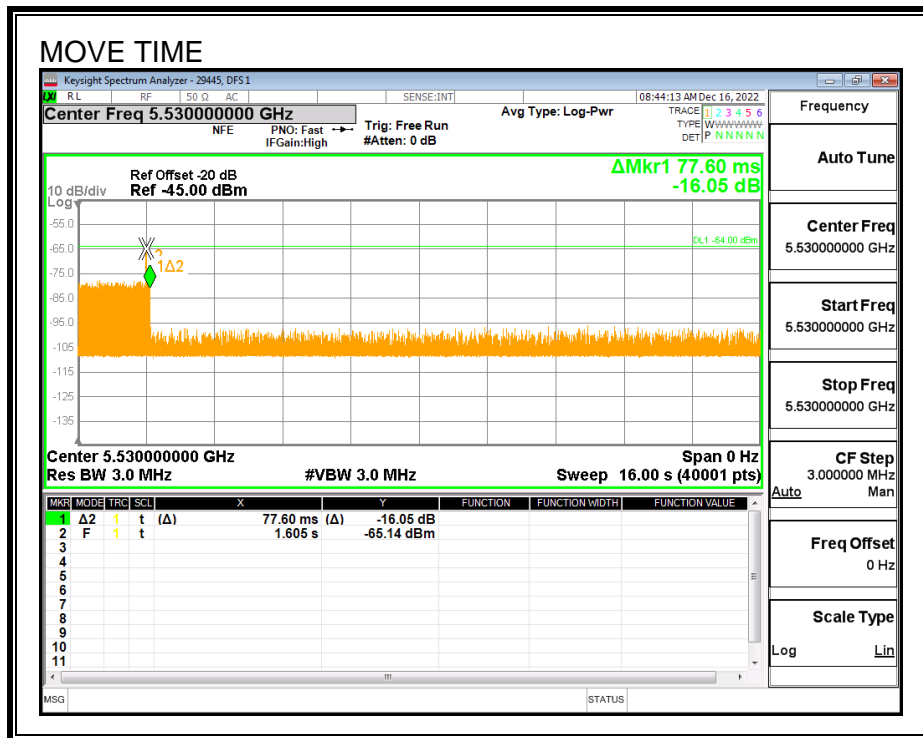 MOVE TIME
Keysight Spectrum Analyzer - 29445, DFS 1
LXI RL RF 50 Ω AC SENSE:INT 08:44:13 AM Dec 16, 2022
Center Freq 5.530000000 GHz Avg Type: Log-Pwr TRACE 1 2 3 4 5 6
NFE PNO: Fast Trig: Free Run TYPE WWWWWW
IFGain:High #Atten: 0 dB DET P N N N N N
ΔMkr1 77.60 ms
-16.05 dB
Ref Offset -20 dB
10 dB/div Ref -45.00 dBm
Log
-55.0
-65.0
-75.0
-85.0
-95.0
-105
-115
-125
-135
DL1 -64.00 dBm
1Δ2
Center 5.530000000 GHz Span 0 Hz
Res BW 3.0 MHz #VBW 3.0 MHz Sweep 16.00 s (40001 pts)
MKR MODE TRC SCL X Y FUNCTION FUNCTION WIDTH FUNCTION VALUE
1 Δ2 1 t (Δ) 77.60 ms (Δ) -16.05 dB
2 F 1 t 1.605 s -65.14 dBm
3
4
5
6
7
8
9
10
11
MSG STATUS
Frequency
Auto Tune
Center Freq
5.530000000 GHz
Start Freq
5.530000000 GHz
Stop Freq
5.530000000 GHz
CF Step
3.000000 MHz
Auto Man
Freq Offset
0 Hz
Scale Type
Log Lin